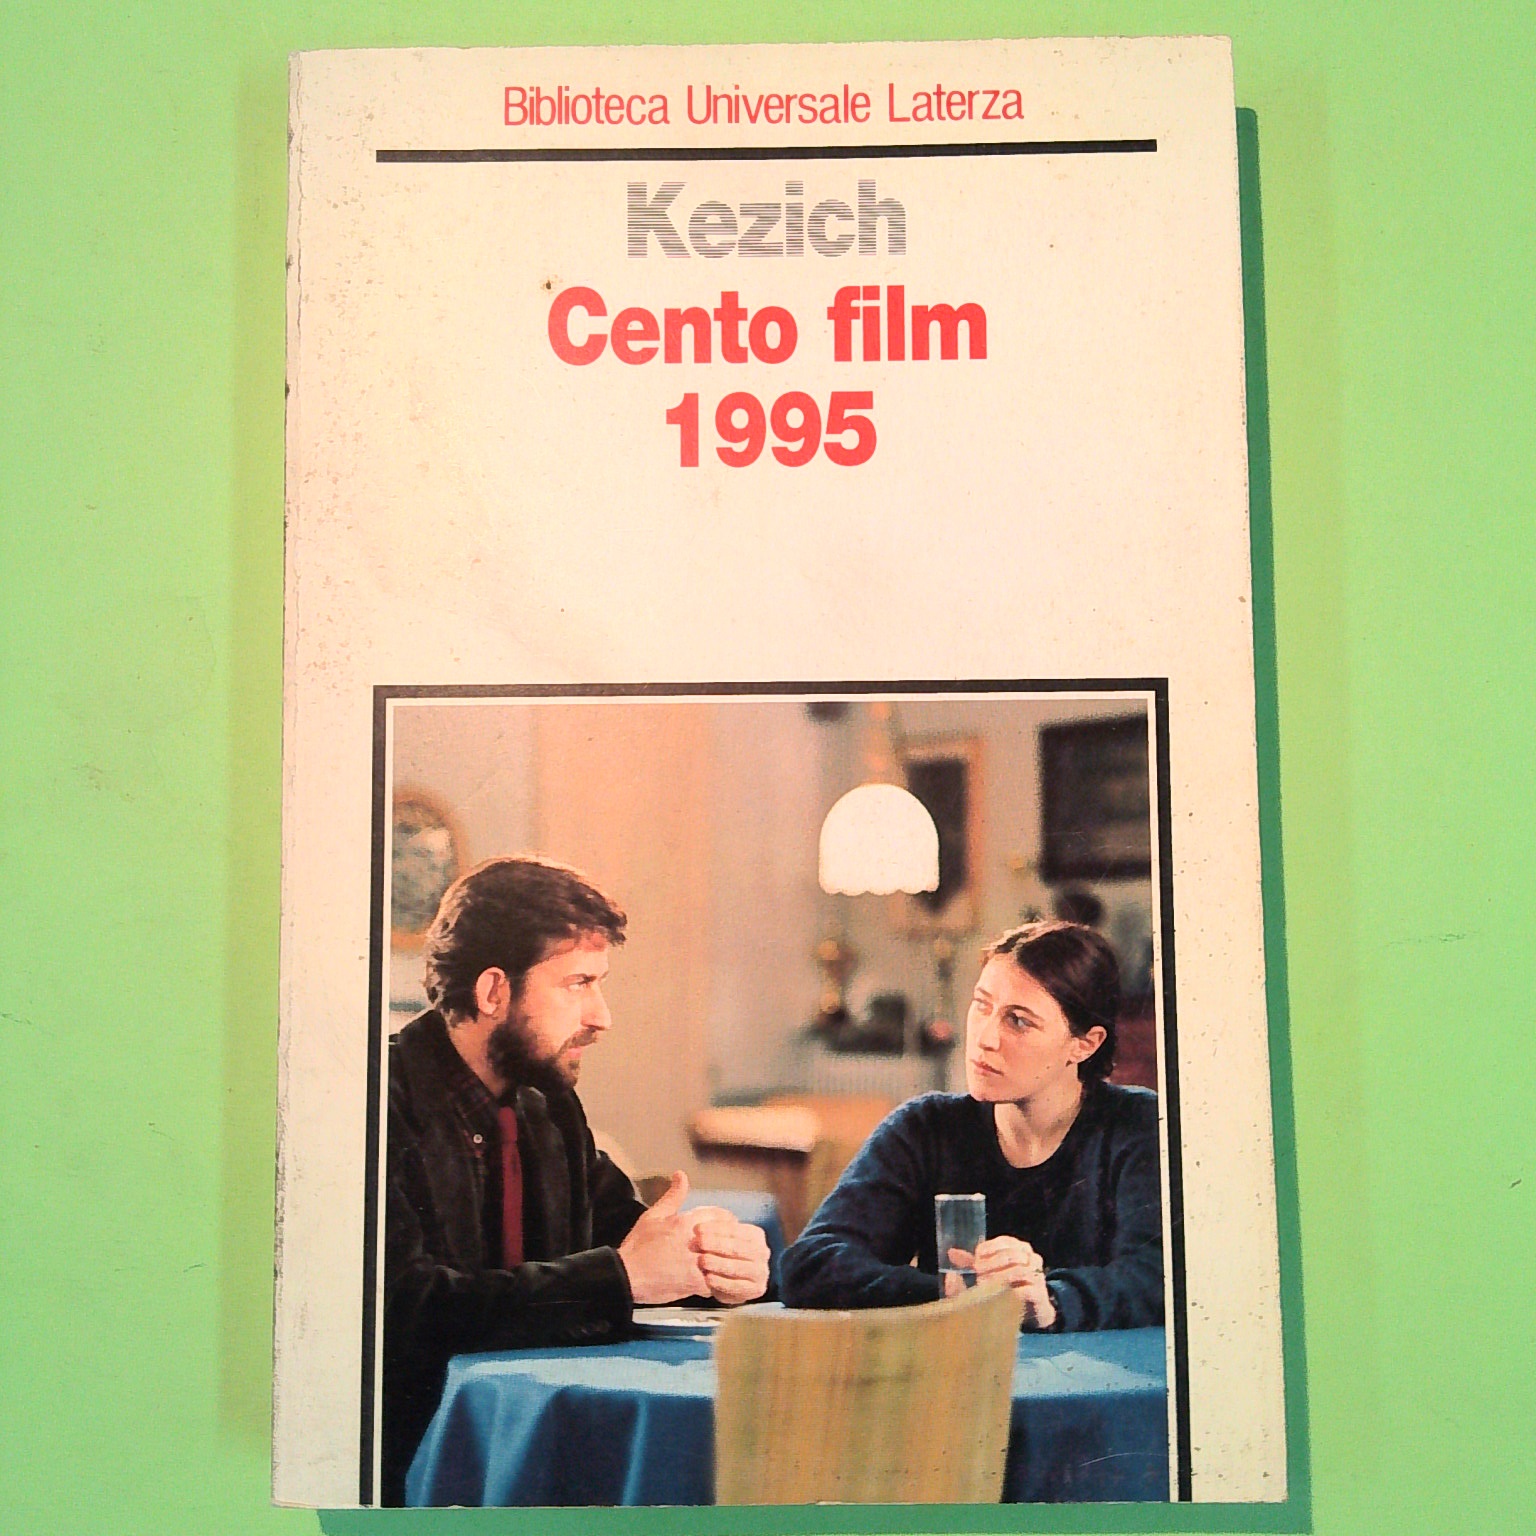 Biblioteca Universale Laterza
Kezich
Cento film
1995